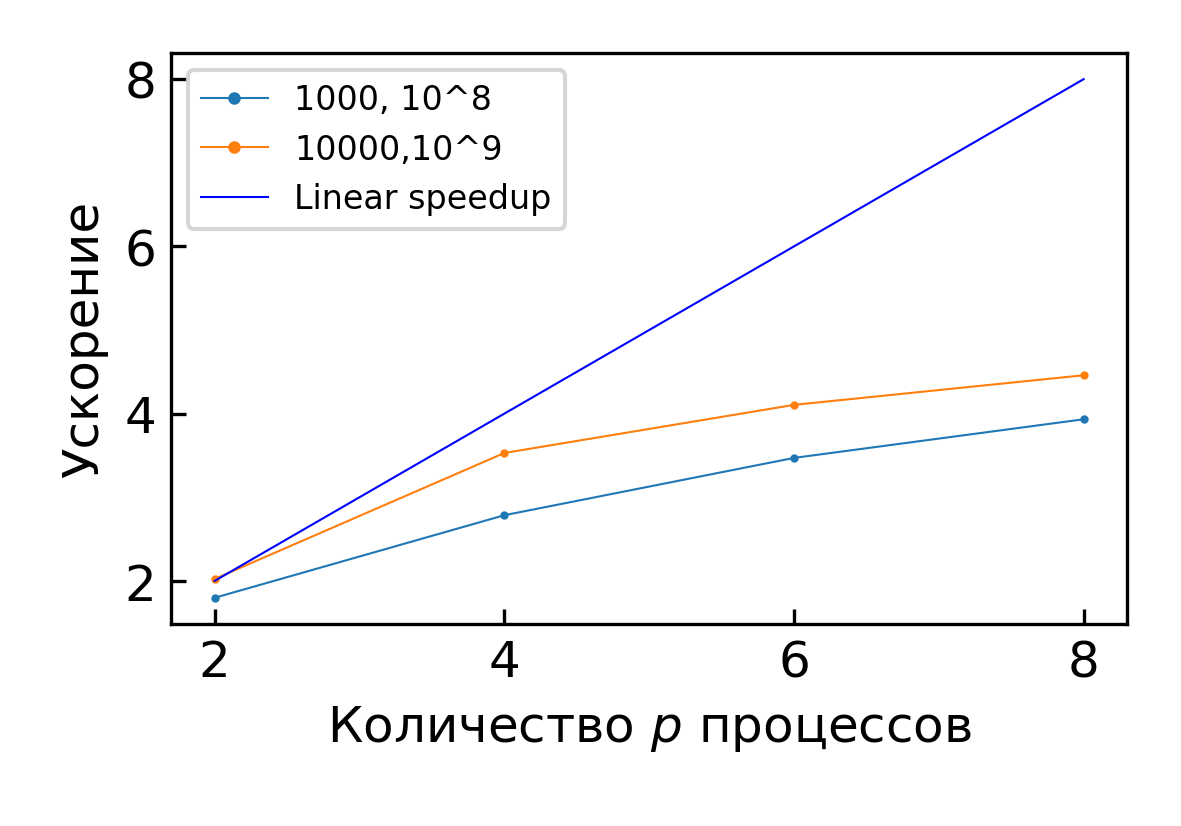 8
6
4
2
Ускорение
1000, 10^8
10000,10^9
Linear speedup
2 4 6 8
Количество p процессов